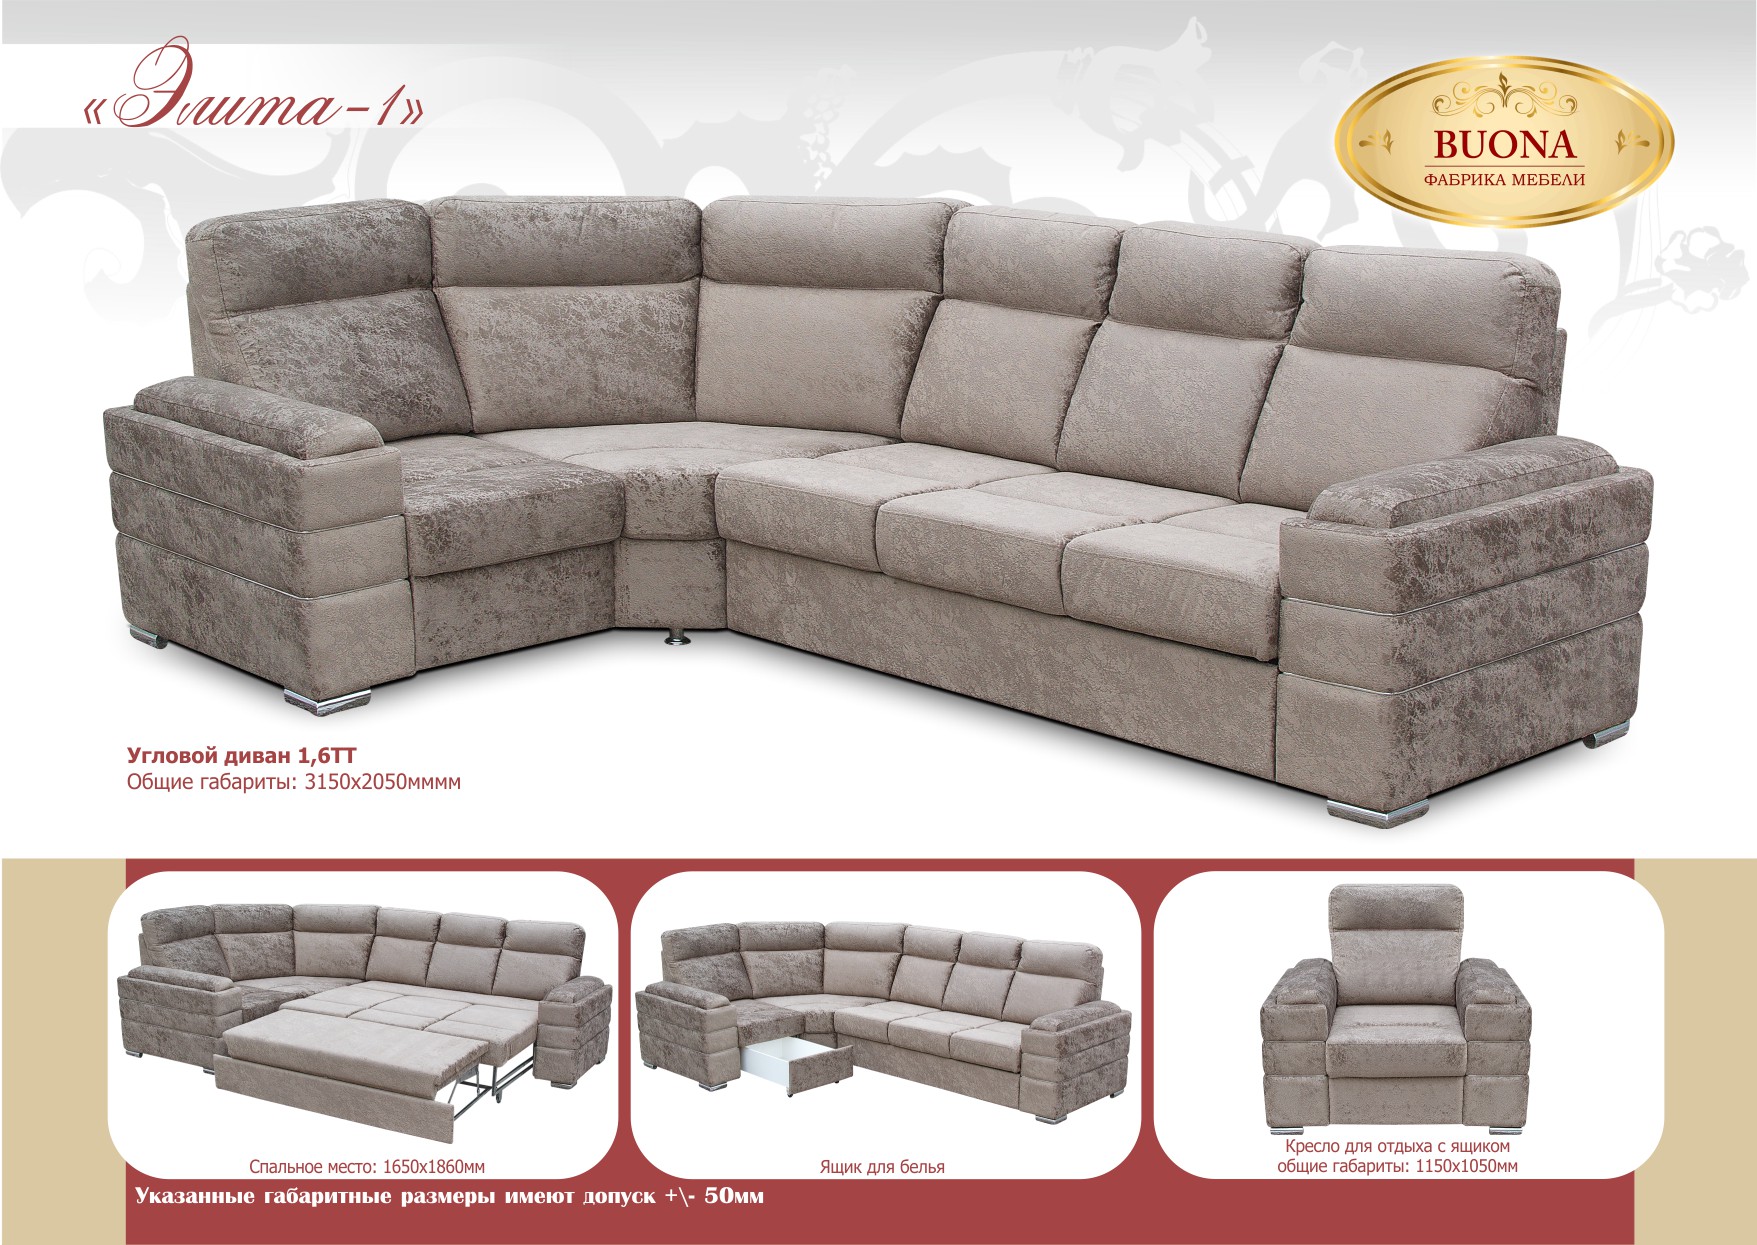 «Элита-1»
BUONA
ФАБРИКА МЕБЕЛИ
Угловой диван 1,6ТТ
Общие габариты: 3150х2050мммм
Спальное место: 1650х1860мм
Ящик для белья
Кресло для отдыха с ящиком
общие габариты: 1150х1050мм
Указанные габаритные размеры имеют допуск +\- 50мм